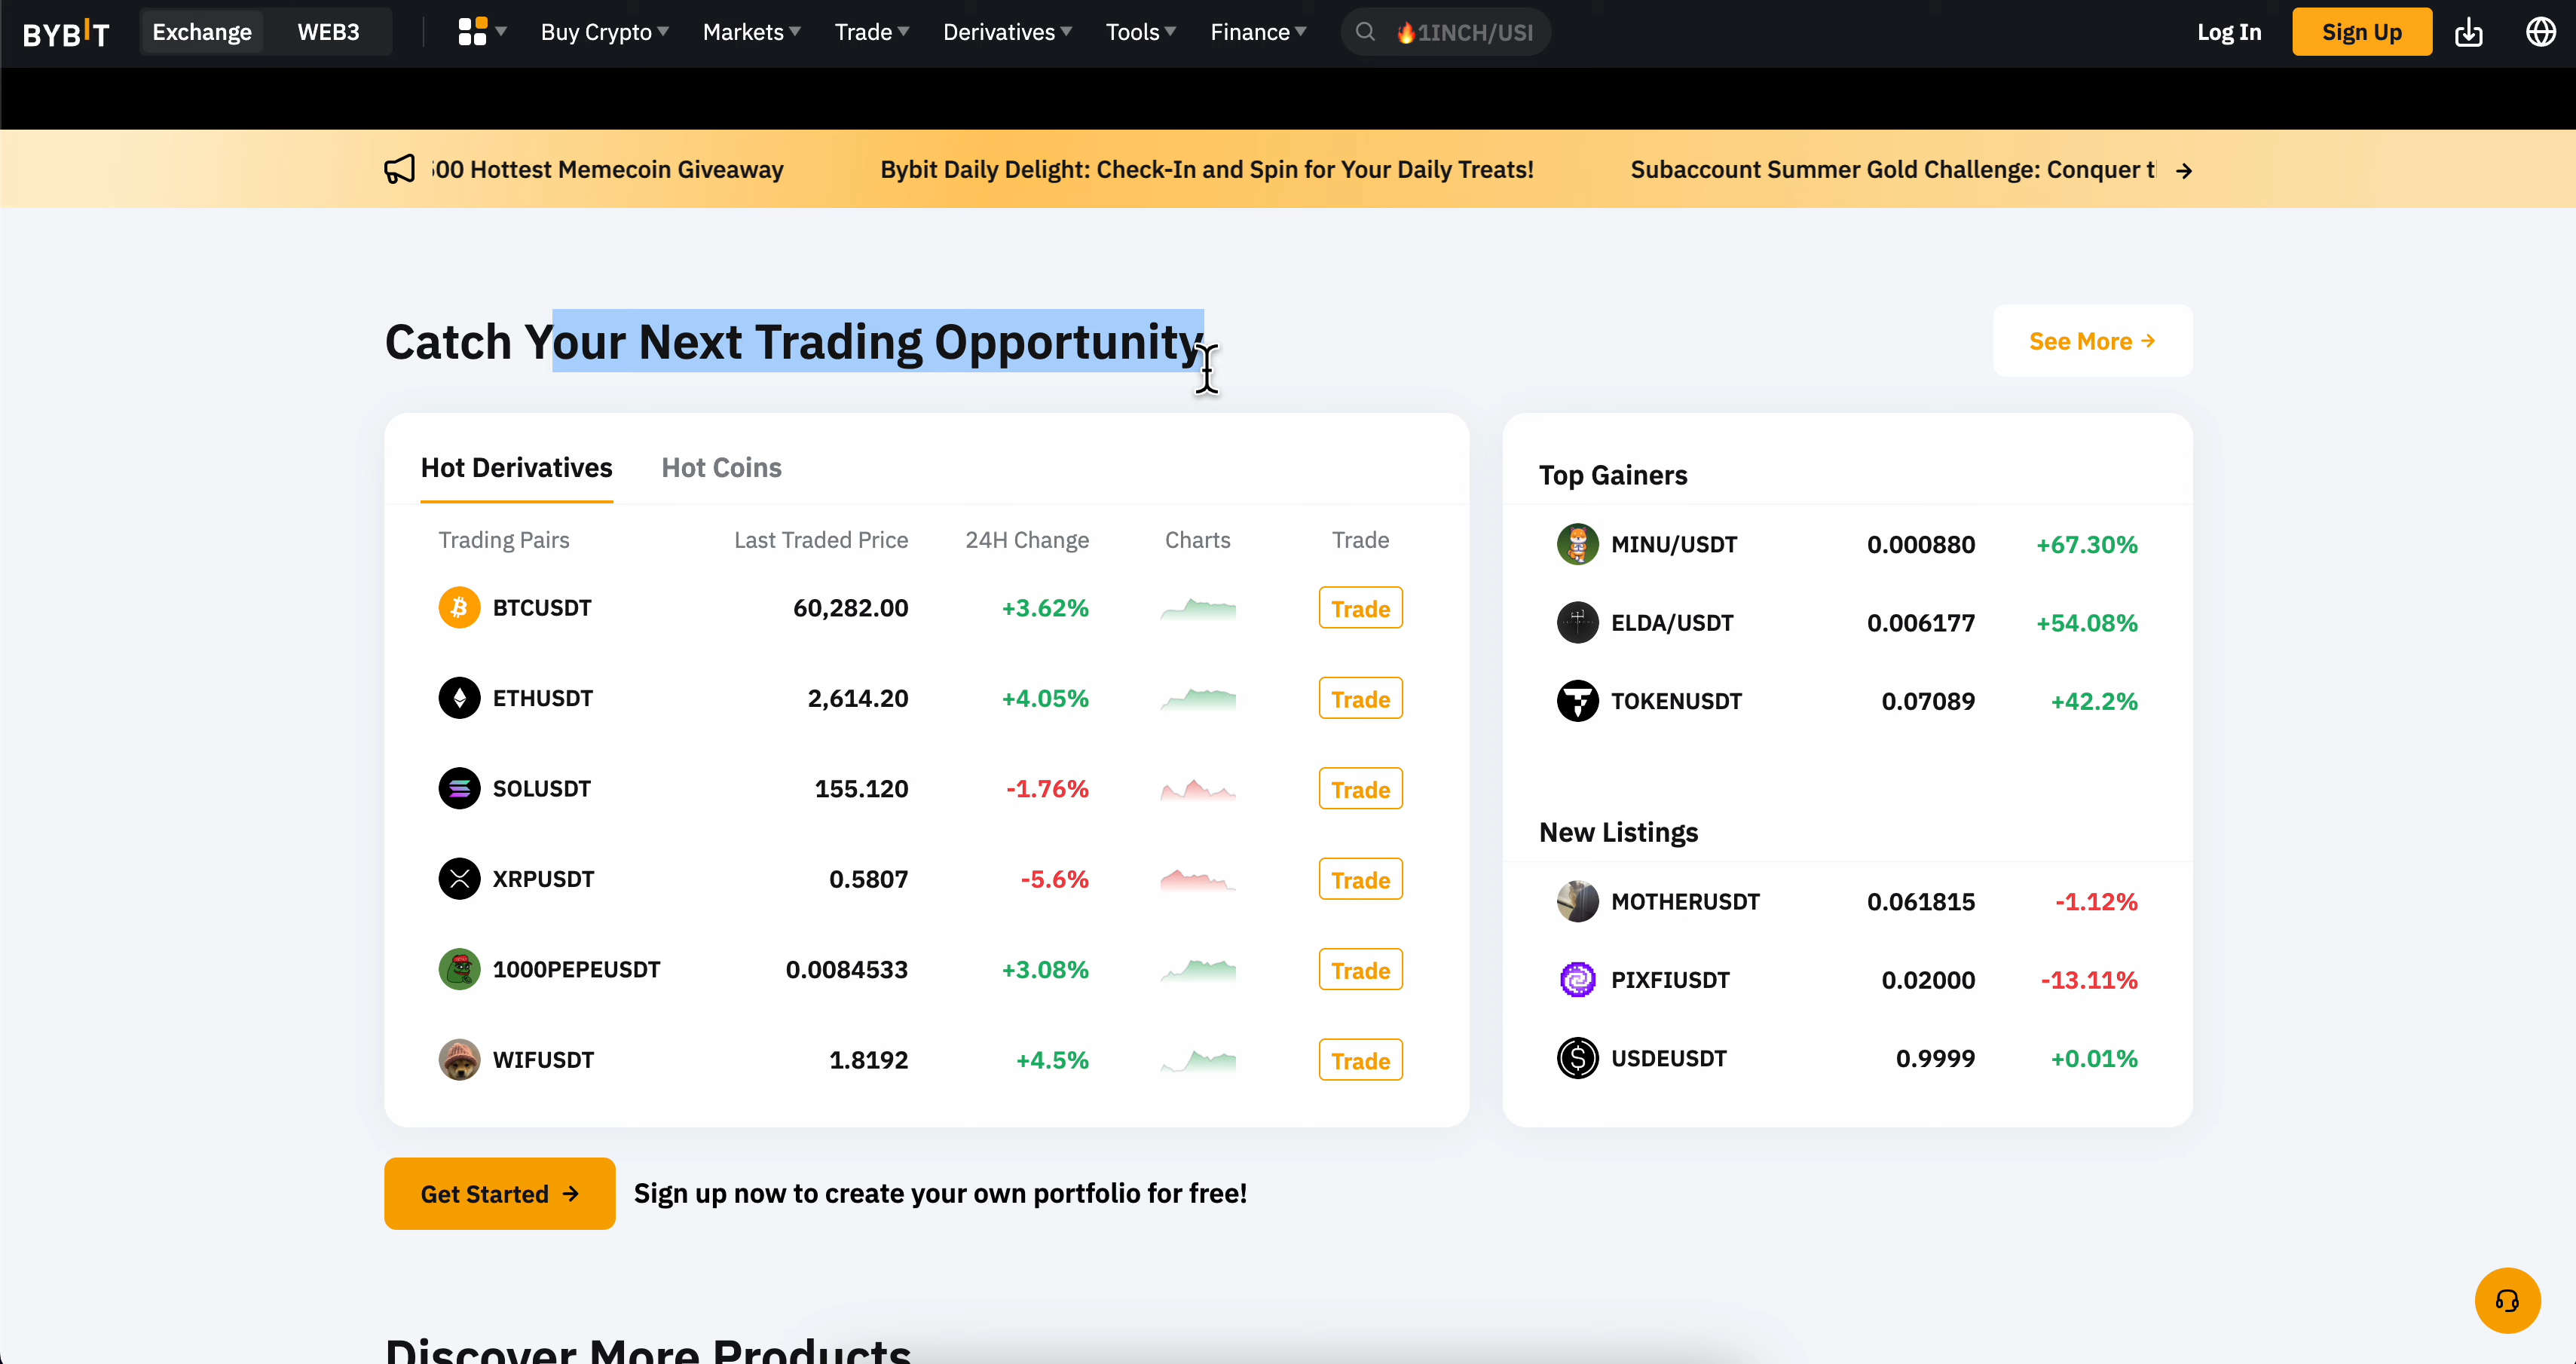 BYBIT Exchange WEB3 Buy Crypto Markets Trade Derivatives Tools Finance 1INCH/USI Log In Sign Up
00 Hottest Memecoin Giveaway Bybit Daily Delight: Check-In and Spin for Your Daily Treats! Subaccount Summer Gold Challenge: Conquer t →
Catch Your Next Trading Opportunity
See More →
Hot Derivatives Hot Coins
Trading Pairs Last Traded Price 24H Change Charts Trade
BTCUSDT 60,282.00 +3.62% Trade
ETHUSDT 2,614.20 +4.05% Trade
SOLUSDT 155.120 -1.76% Trade
XRPUSDT 0.5807 -5.6% Trade
1000PEPEUSDT 0.0084533 +3.08% Trade
WIFUSDT 1.8192 +4.5% Trade
Top Gainers
MINU/USDT 0.000880 +67.30%
ELDA/USDT 0.006177 +54.08%
TOKENUSDT 0.07089 +42.2%
New Listings
MOTHERUSDT 0.061815 -1.12%
PIXFIUSDT 0.02000 -13.11%
USDEUSDT 0.9999 +0.01%
Get Started → Sign up now to create your own portfolio for free!
Discover More Products